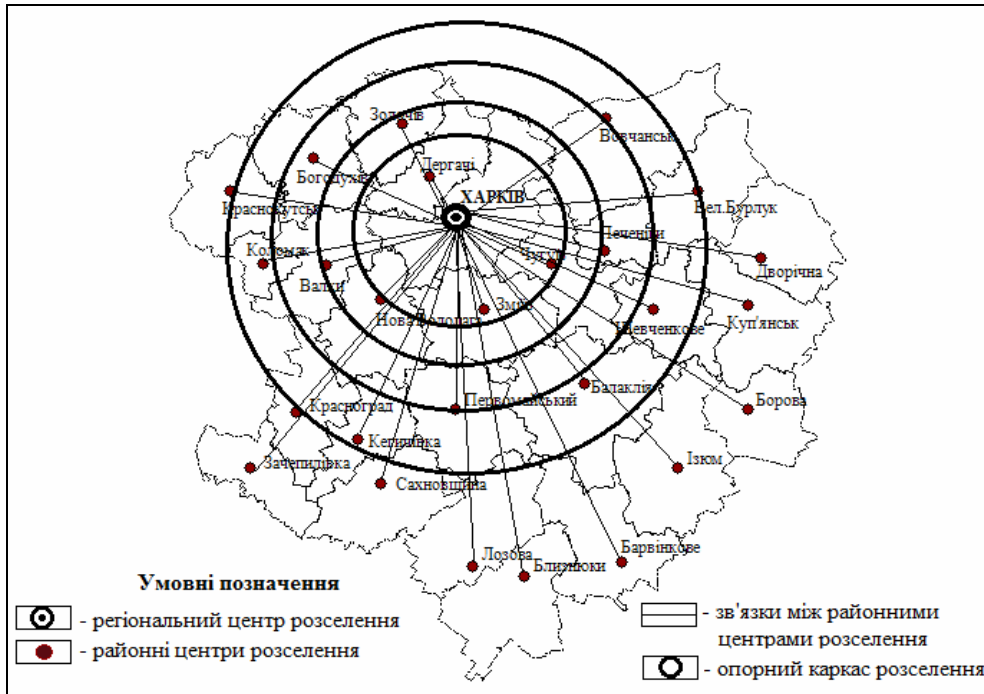 Золочів
Вовчанськ
Дергачі
Богодухів
ХАРКІВ
Краснокутськ
Вел.Бурлук
Печеніги
Коломак
Чугуїв
Дворічна
Валки
Зміїв
Нова Водолага
Куп'янськ
Шевченкове
Балаклія
Первомайський
Борова
Красноград
Кегичівка
Зачепилівка
Ізюм
Сахновщина
Лозова
Барвінкове
Близнюки
Умовні позначення
- регіональний центр розселення
- районні центри розселення
- зв'язки між районними
центрами розселення
- опорний каркас розселення